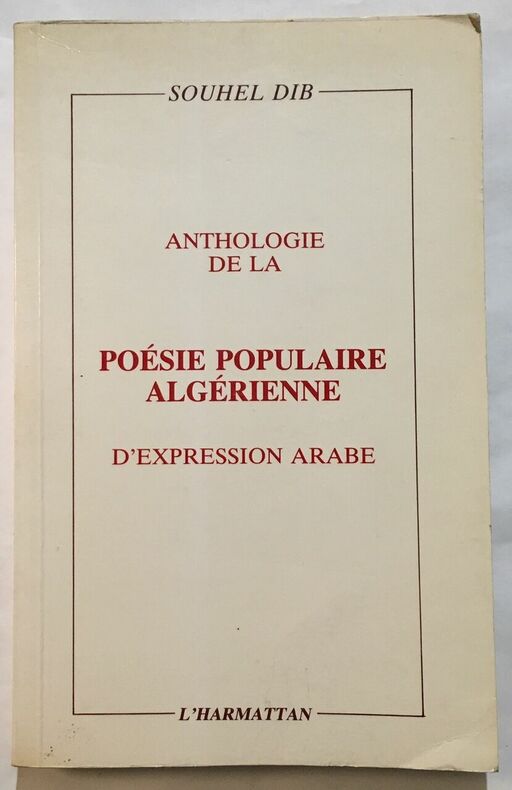 SOUHEL DIB
ANTHOLOGIE
DE LA
POÉSIE POPULAIRE
ALGÉRIENNE
D'EXPRESSION ARABE
L'HARMATTAN